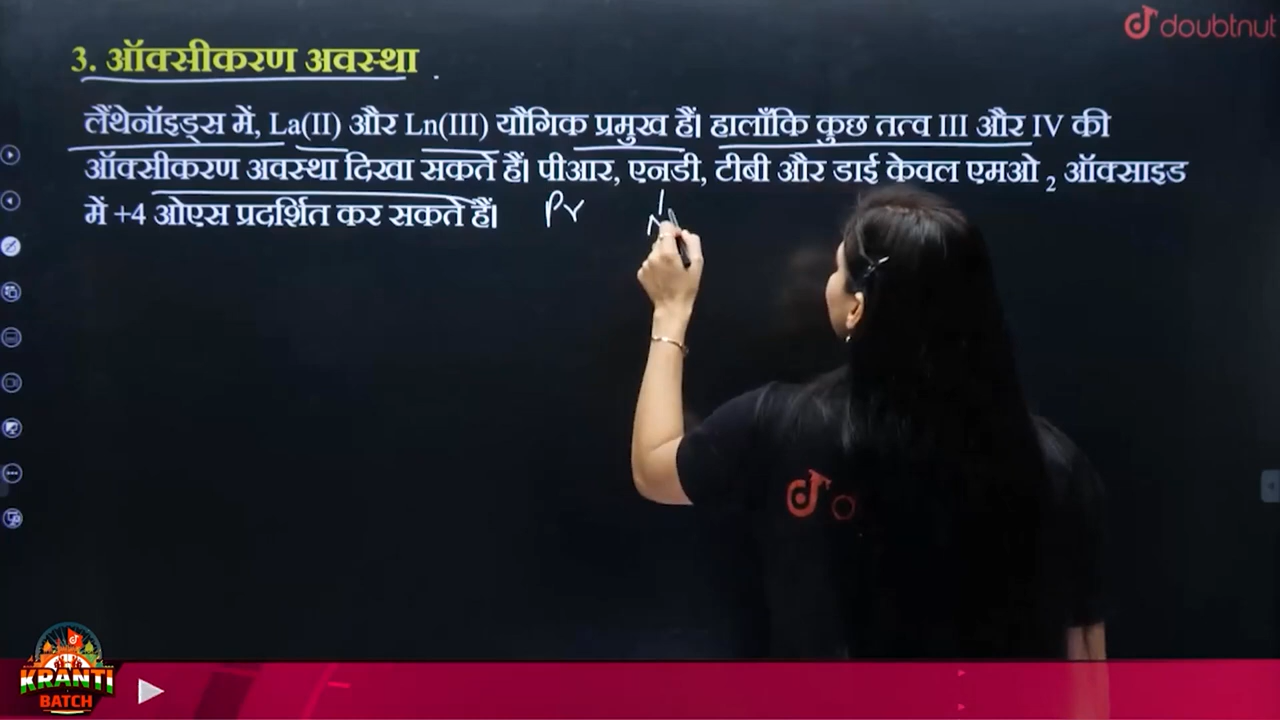 doubtnut
3. ऑक्सीकरण अवस्था
लैंथेनॉइड्स में, La(II) और Ln(III) यौगिक प्रमुख हैं। हालाँकि कुछ तत्व III और IV की
ऑक्सीकरण अवस्था दिखा सकते हैं। पीआर, एनडी, टीबी और डाई केवल एमओ 2 ऑक्साइड
में +4 ओएस प्रदर्शित कर सकते हैं।
Pr
KRANTI
BATCH